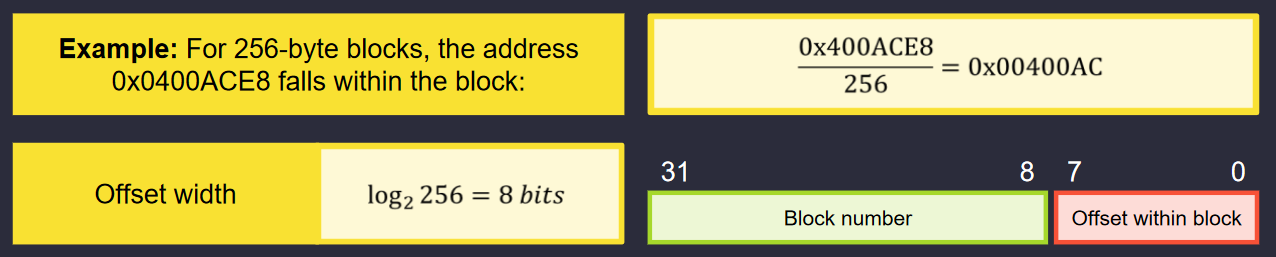 Example: For 256-byte blocks, the address
0x0400ACE8 falls within the block:
0x400ACE8
256
= 0x00400AC
Offset width
log₂ 256 = 8 bits
31 8 7 0
Block number
Offset within block